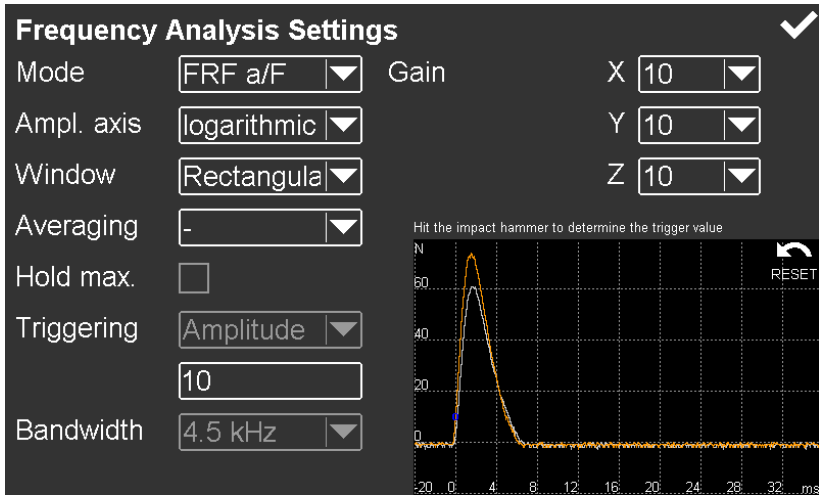 Frequency Analysis Settings
Mode FRF a/F Gain X 10
Ampl. axis logarithmic Y 10
Window Rectangula Z 10
Averaging -
Hit the impact hammer to determine the trigger value
Hold max.
N
RESET
60
Triggering Amplitude
40
10
20
Bandwidth 4.5 kHz
0
-20 0 4 8 12 16 20 24 28 32 ms